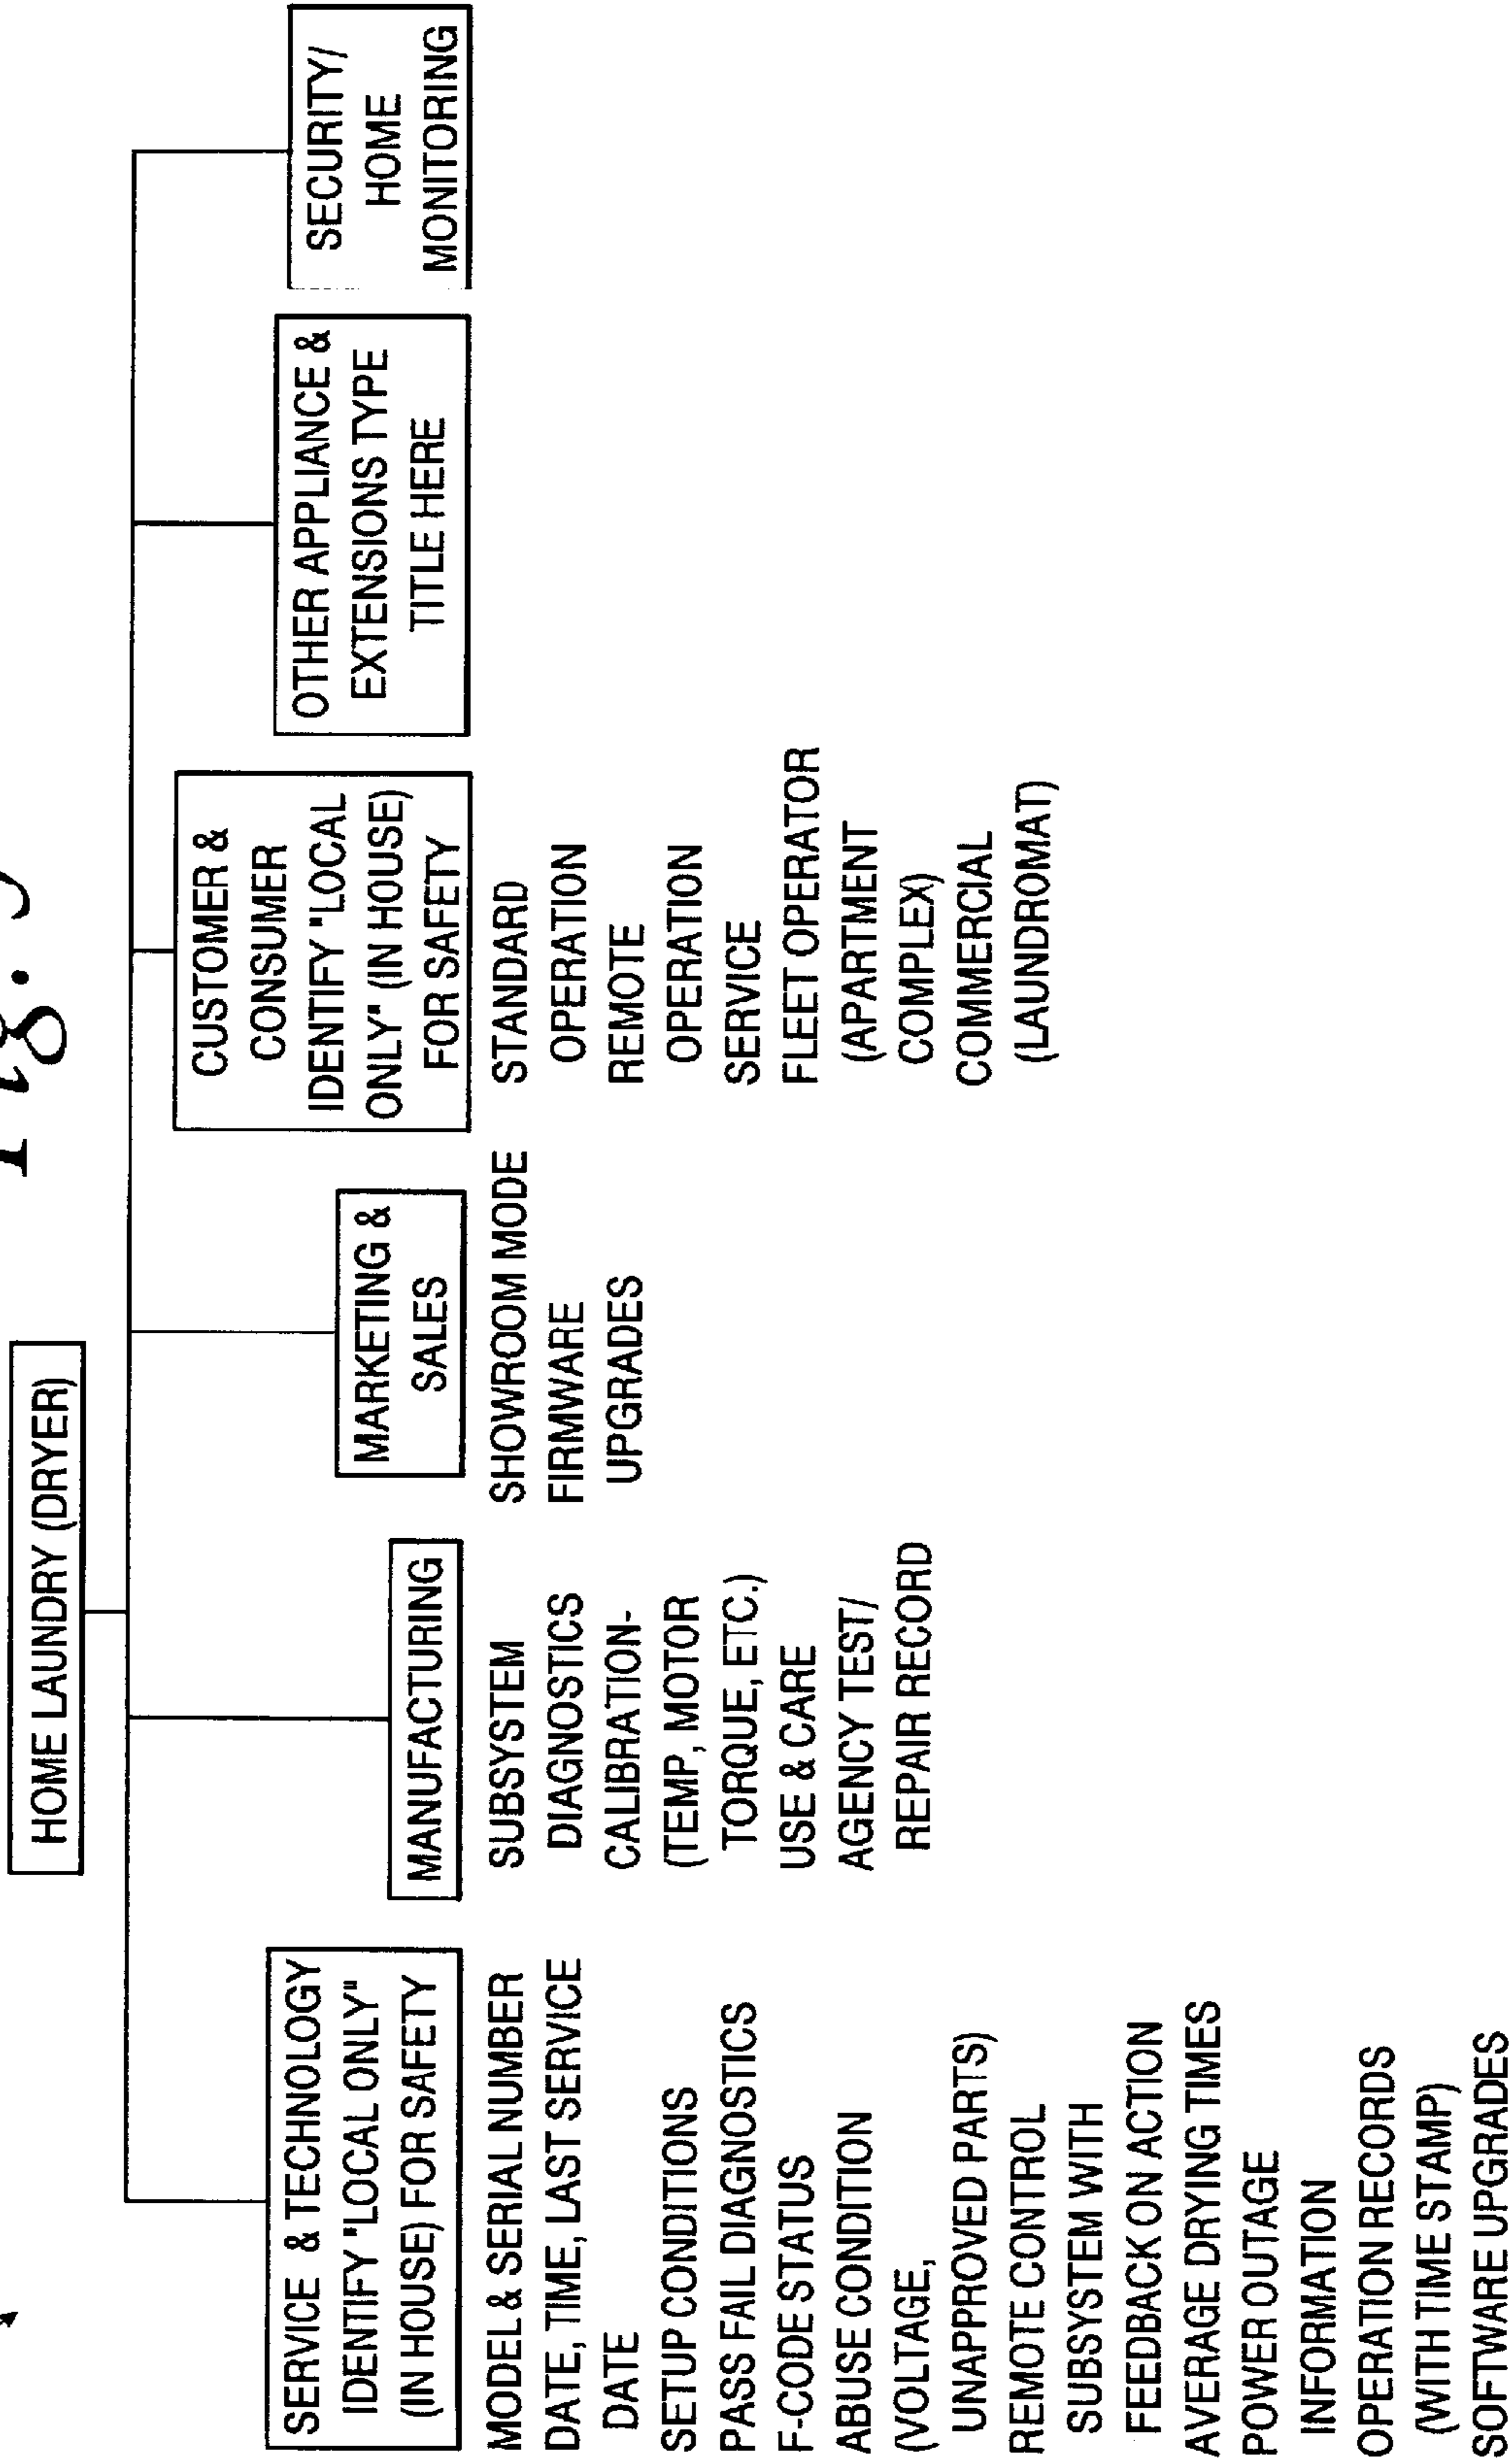 Fig.
HOME LAUNDRY (DRYER)
SERVICE & TECHNOLOGY
IDENTIFY "LOCAL ONLY"
(IN HOUSE) FOR SAFETY
MODEL & SERIAL NUMBER
DATE, TIME, LAST SERVICE
DATE
SETUP CONDITIONS
PASS FAIL DIAGNOSTICS
F-CODE STATUS
ABUSE CONDITION
(VOLTAGE,
UNAPPROVED PARTS)
REMOTE CONTROL
SUBSYSTEM WITH
FEEDBACK ON ACTION
AVERAGE DRYING TIMES
POWER OUTAGE
INFORMATION
OPERATION RECORDS
(WITH TIME STAMP)
SOFTWARE UPGRADES
MANUFACTURING
SUBSYSTEM
DIAGNOSTICS
CALIBRATION-
(TEMP, MOTOR
TORQUE, ETC.)
USE & CARE
AGENCY TEST/
REPAIR RECORD
MARKETING &
SALES
SHOWROOM MODE
FIRMWARE
UPGRADES
CUSTOMER &
CONSUMER
IDENTIFY "LOCAL
ONLY" (IN HOUSE)
FOR SAFETY
STANDARD
OPERATION
REMOTE
OPERATION
SERVICE
FLEET OPERATOR
(APARTMENT
COMPLEX)
COMMERCIAL
(LAUNDROMAT)
OTHER APPLIANCE &
EXTENSIONS TYPE
TITLE HERE
SECURITY/
HOME
MONITORING